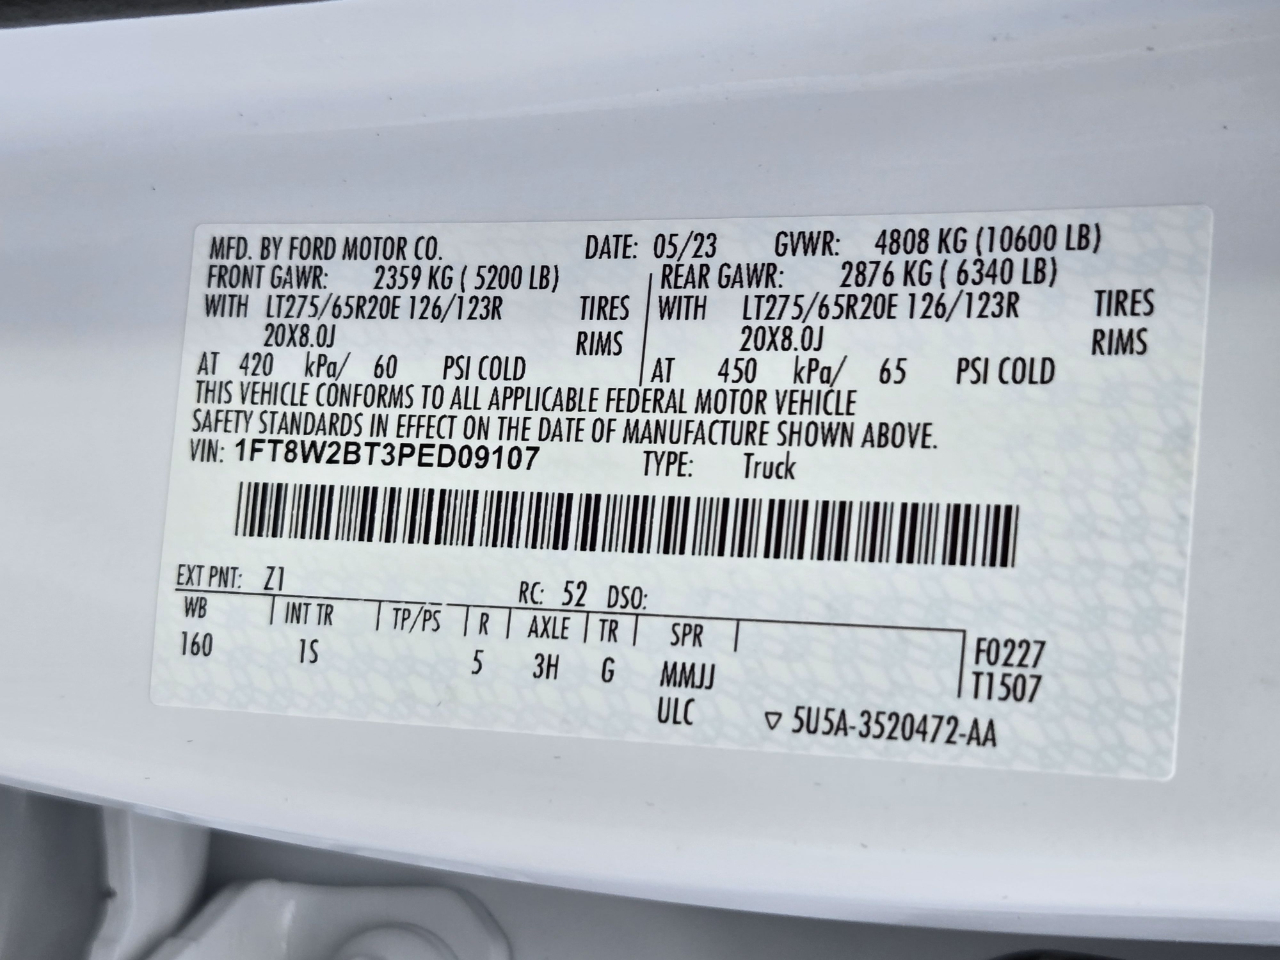 MFD. BY FORD MOTOR CO. DATE: 05/23 GVWR: 4808 KG (10600 LB)
FRONT GAWR: 2359 KG ( 5200 LB) REAR GAWR: 2876 KG ( 6340 LB)
WITH LT275/65R20E 126/123R TIRES WITH LT275/65R20E 126/123R TIRES
20X8.0J RIMS 20X8.0J RIMS
AT 420 kPa/ 60 PSI COLD AT 450 kPa/ 65 PSI COLD
THIS VEHICLE CONFORMS TO ALL APPLICABLE FEDERAL MOTOR VEHICLE
SAFETY STANDARDS IN EFFECT ON THE DATE OF MANUFACTURE SHOWN ABOVE.
VIN: 1FT8W2BT3PED09107 TYPE: Truck
EXT PNT: Z1 RC: 52 DSO:
WB INT TR TP/PS R AXLE TR SPR
160 1S 5 3H G MMJJ
F0227
T1507
ULC ▽ 5U5A-3520472-AA